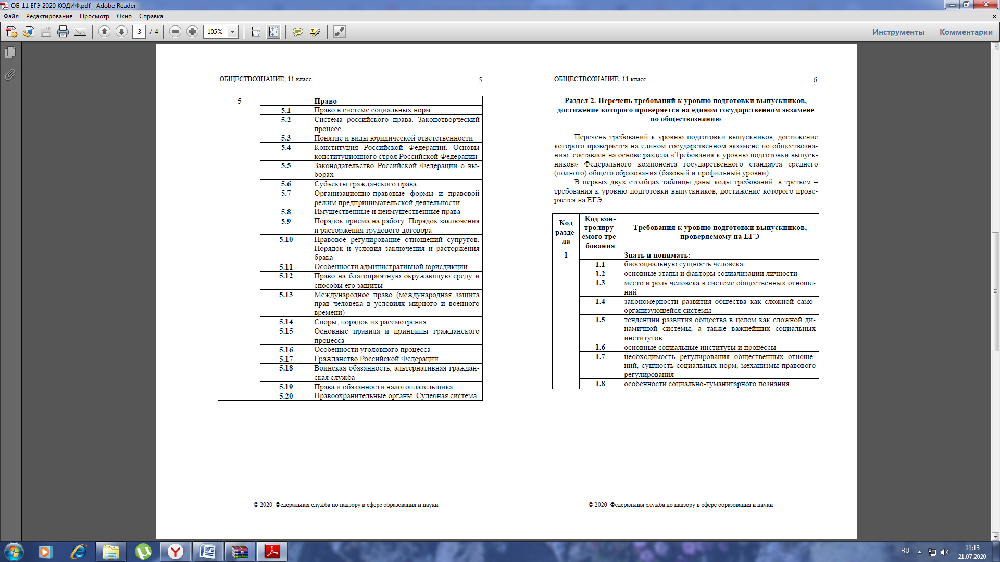 ОБ-11 ЕГЭ 2020 КОДИФ.pdf - Adobe Reader
Файл Редактирование Просмотр Окно Справка
3 / 4 105% Инструменты Комментарии
ОБЩЕСТВОЗНАНИЕ, 11 класс 5
5 Право
5.1 Право в системе социальных норм
5.2 Система российского права. Законотворческий
процесс
5.3 Понятие и виды юридической ответственности
5.4 Конституция Российской Федерации. Основы
конституционного строя Российской Федерации
5.5 Законодательство Российской Федерации о вы-
борах
5.6 Субъекты гражданского права.
5.7 Организационно-правовые формы и правовой
режим предпринимательской деятельности
5.8 Имущественные и неимущественные права
5.9 Порядок приёма на работу. Порядок заключения
и расторжения трудового договора
5.10 Правовое регулирование отношений супругов.
Порядок и условия заключения и расторжения
брака
5.11 Особенности административной юрисдикции
5.12 Право на благоприятную окружающую среду и
способы его защиты
5.13 Международное право (международная защита
прав человека в условиях мирного и военного
времени)
5.14 Споры, порядок их рассмотрения
5.15 Основные правила и принципы гражданского
процесса
5.16 Особенности уголовного процесса
5.17 Гражданство Российской Федерации
5.18 Воинская обязанность, альтернативная граждан-
ская служба
5.19 Права и обязанности налогоплательщика
5.20 Правоохранительные органы. Судебная система
© 2020 Федеральная служба по надзору в сфере образования и науки
ОБЩЕСТВОЗНАНИЕ, 11 класс 6
Раздел 2. Перечень требований к уровню подготовки выпускников,
достижение которого проверяется на едином государственном экзамене
по обществознанию
Перечень требований к уровню подготовки выпускников, достижение
которого проверяется на едином государственном экзамене по обществозна-
нию, составлен на основе раздела «Требования к уровню подготовки выпуск-
ников» Федерального компонента государственного стандарта среднего
(полного) общего образования (базовый и профильный уровни).
В первых двух столбцах таблицы даны коды требований, в третьем –
требования к уровню подготовки выпускников, достижение которого прове-
ряется на ЕГЭ.
Код
разде-
ла
Код кон-
тролиру-
емого тре-
бования
Требования к уровню подготовки выпускников,
проверяемому на ЕГЭ
1 Знать и понимать:
1.1 биосоциальную сущность человека
1.2 основные этапы и факторы социализации личности
1.3 место и роль человека в системе общественных отноше-
ний
1.4 закономерности развития общества как сложной само-
организующейся системы
1.5 тенденции развития общества в целом как сложной ди-
намичной системы, а также важнейших социальных
институтов
1.6 основные социальные институты и процессы
1.7 необходимость регулирования общественных отноше-
ний, сущность социальных норм, механизмы правового
регулирования
1.8 особенности социально-гуманитарного познания
© 2020 Федеральная служба по надзору в сфере образования и науки
RU 11:13
21.07.2020